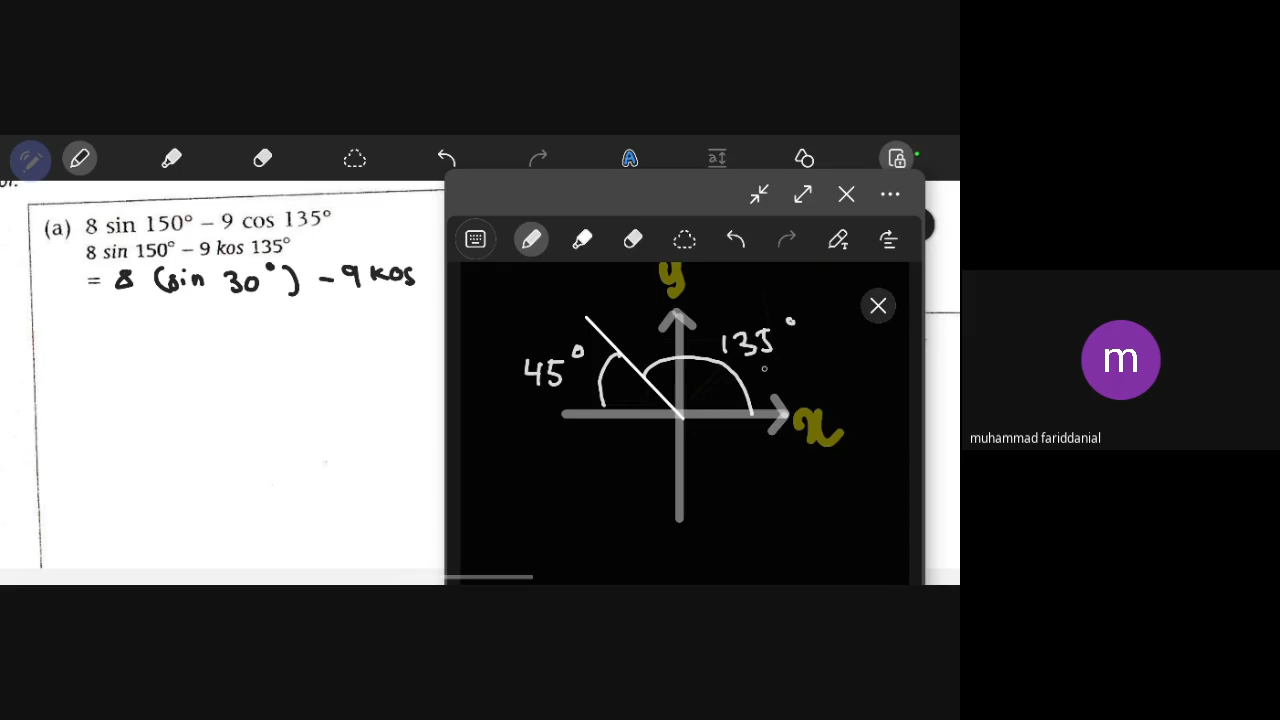 (a) 8 sin 150° – 9 cos 135°
8 sin 150° – 9 kos 135°
= 8 (sin 30°) - 9 kos
y
135°
45°
x
m
muhammad fariddanial